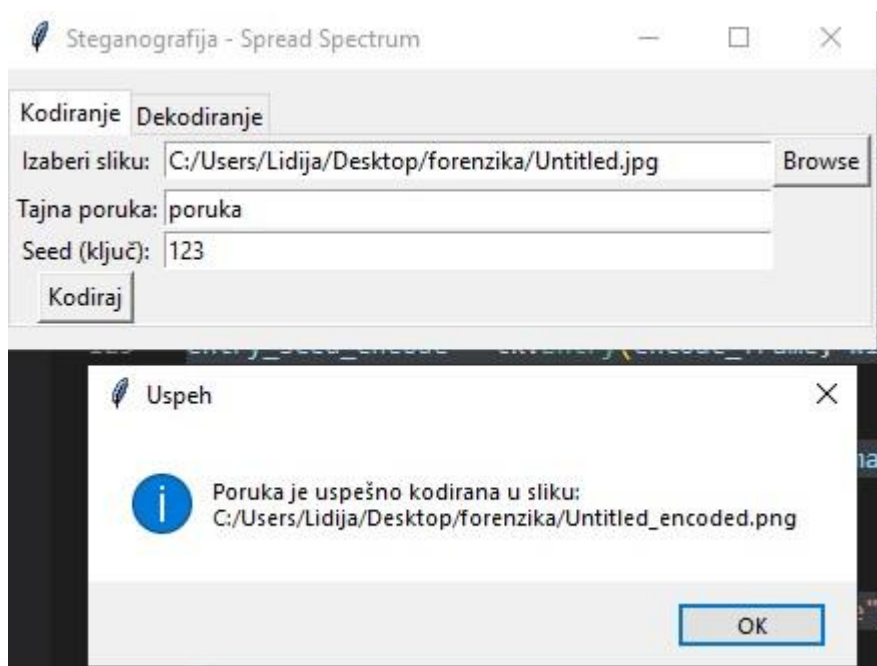 Steganografija - Spread Spectrum
Kodiranje Dekodiranje
Izaberi sliku: C:/Users/Lidija/Desktop/forenzika/Untitled.jpg Browse
Tajna poruka: poruka
Seed (ključ): 123
Kodiraj
Uspeh
Poruka je uspešno kodirana u sliku:
C:/Users/Lidija/Desktop/forenzika/Untitled_encoded.png
OK